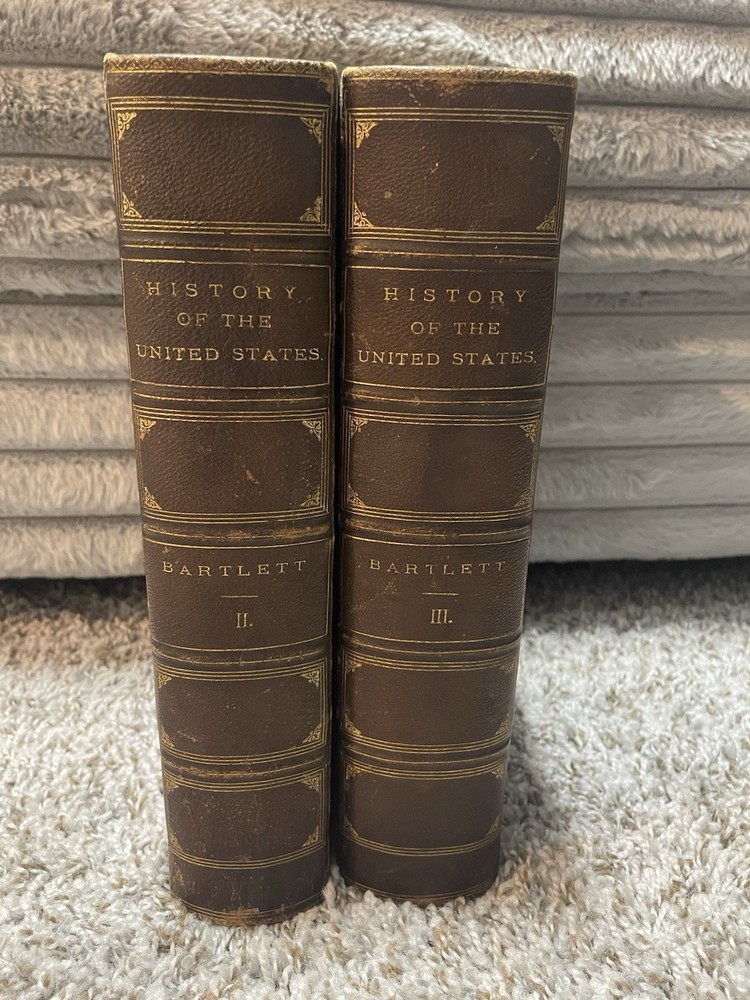 HISTORY
OF THE
UNITED STATES.
BARTLETT
II.
HISTORY
OF THE
UNITED STATES.
BARTLETT
III.